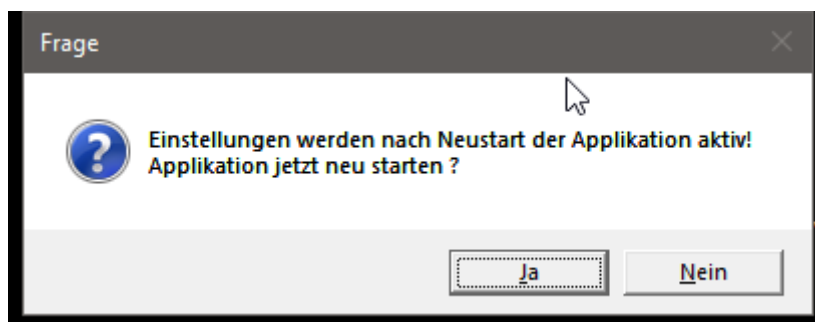 Frage
Einstellungen werden nach Neustart der Applikation aktiv!
Applikation jetzt neu starten ?
Ja
Nein